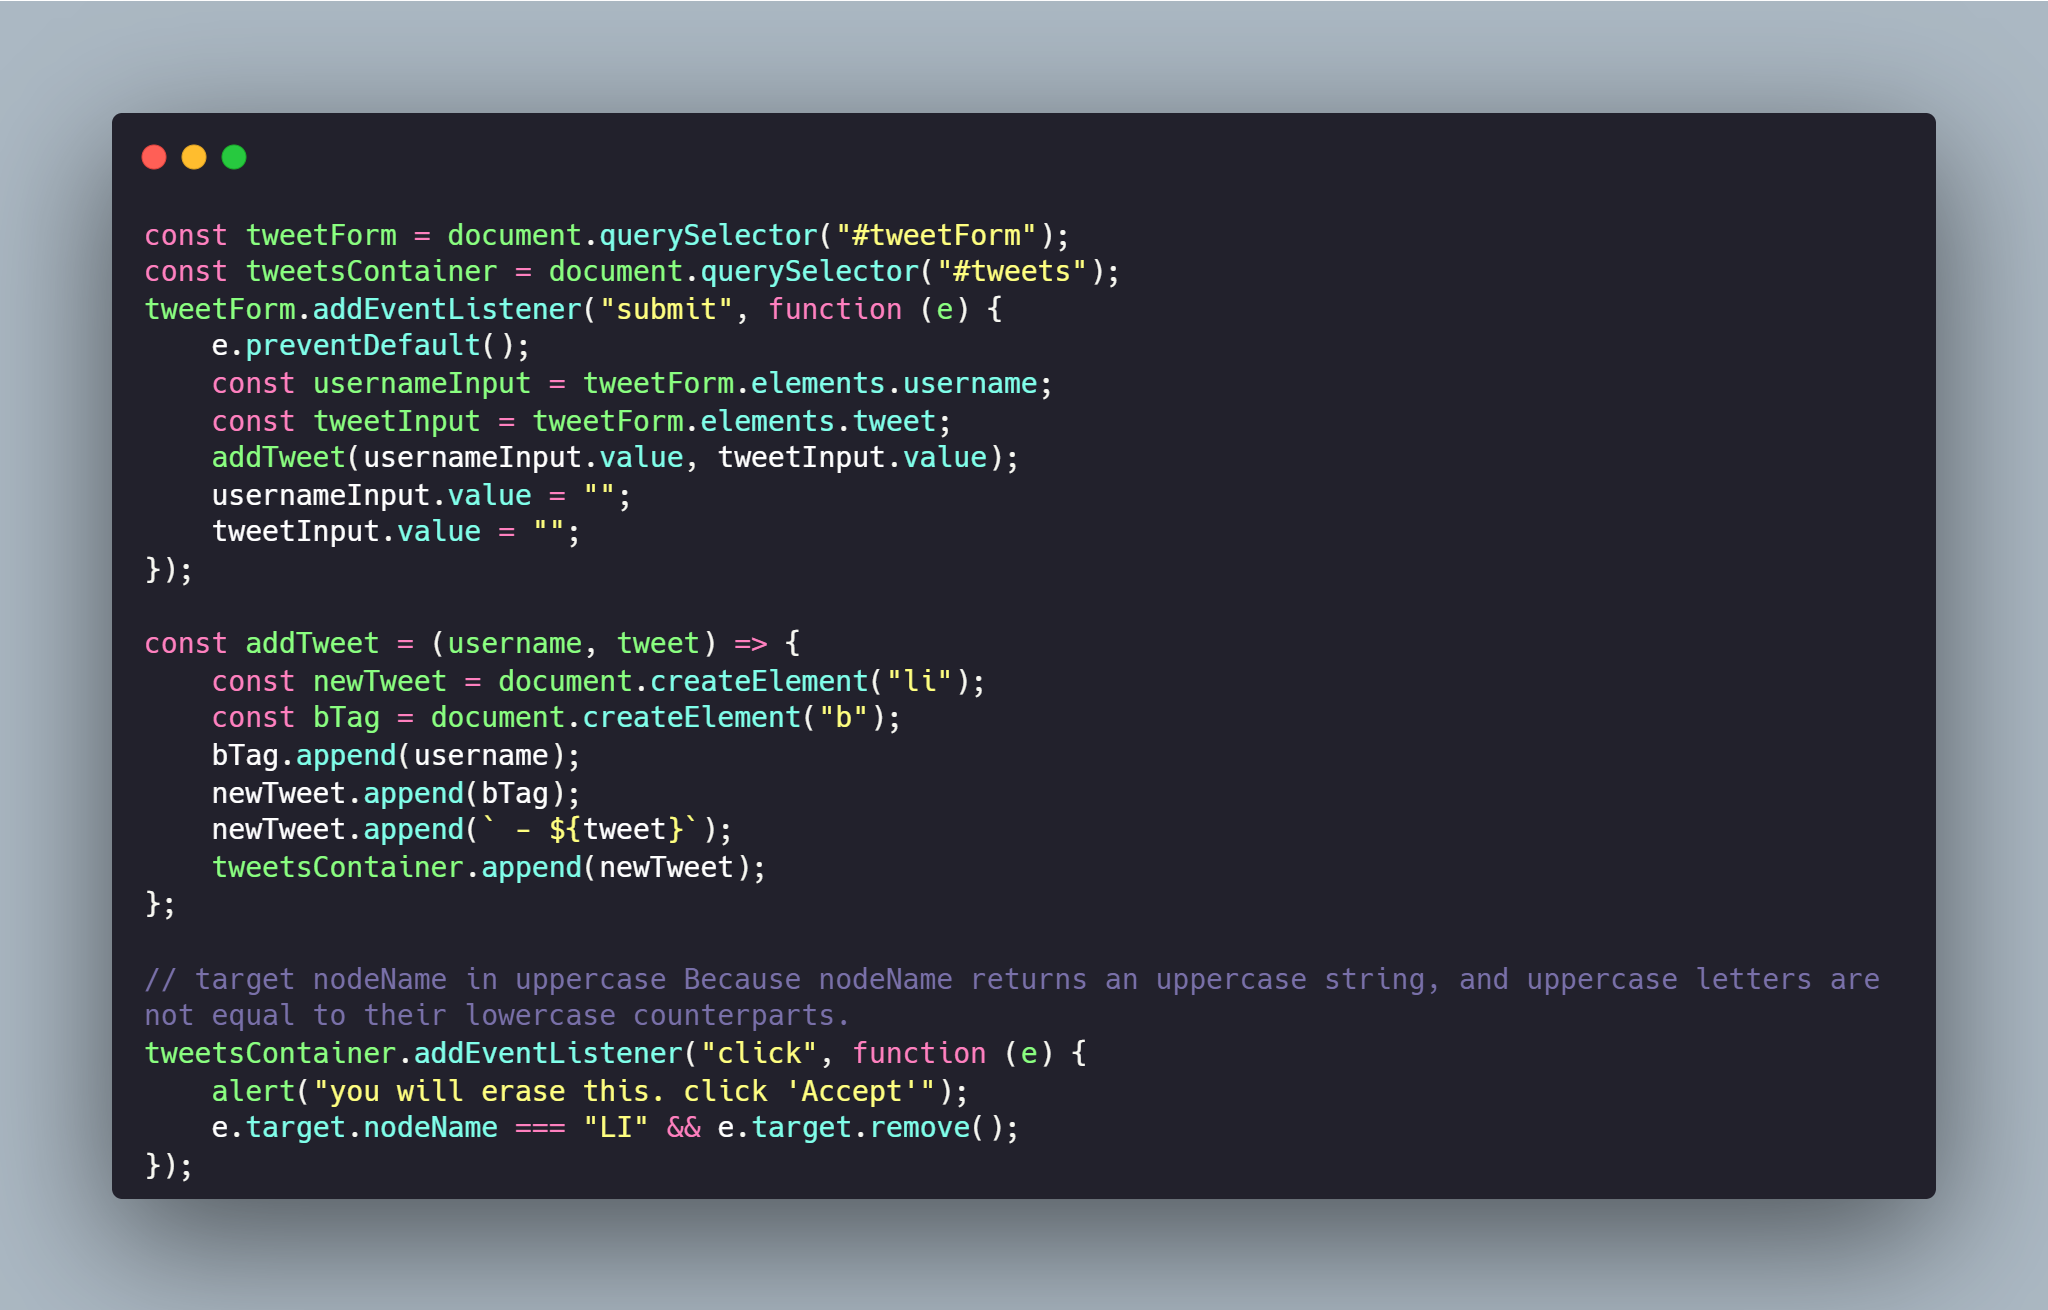 const tweetForm = document.querySelector("#tweetForm");
const tweetsContainer = document.querySelector("#tweets");
tweetForm.addEventListener("submit", function (e) {
    e.preventDefault();
    const usernameInput = tweetForm.elements.username;
    const tweetInput = tweetForm.elements.tweet;
    addTweet(usernameInput.value, tweetInput.value);
    usernameInput.value = "";
    tweetInput.value = "";
});

const addTweet = (username, tweet) => {
    const newTweet = document.createElement("li");
    const bTag = document.createElement("b");
    bTag.append(username);
    newTweet.append(bTag);
    newTweet.append(` - ${tweet}`);
    tweetsContainer.append(newTweet);
};

// target nodeName in uppercase Because nodeName returns an uppercase string, and uppercase letters are
not equal to their lowercase counterparts.
tweetsContainer.addEventListener("click", function (e) {
    alert("you will erase this. click 'Accept'");
    e.target.nodeName === "LI" && e.target.remove();
});